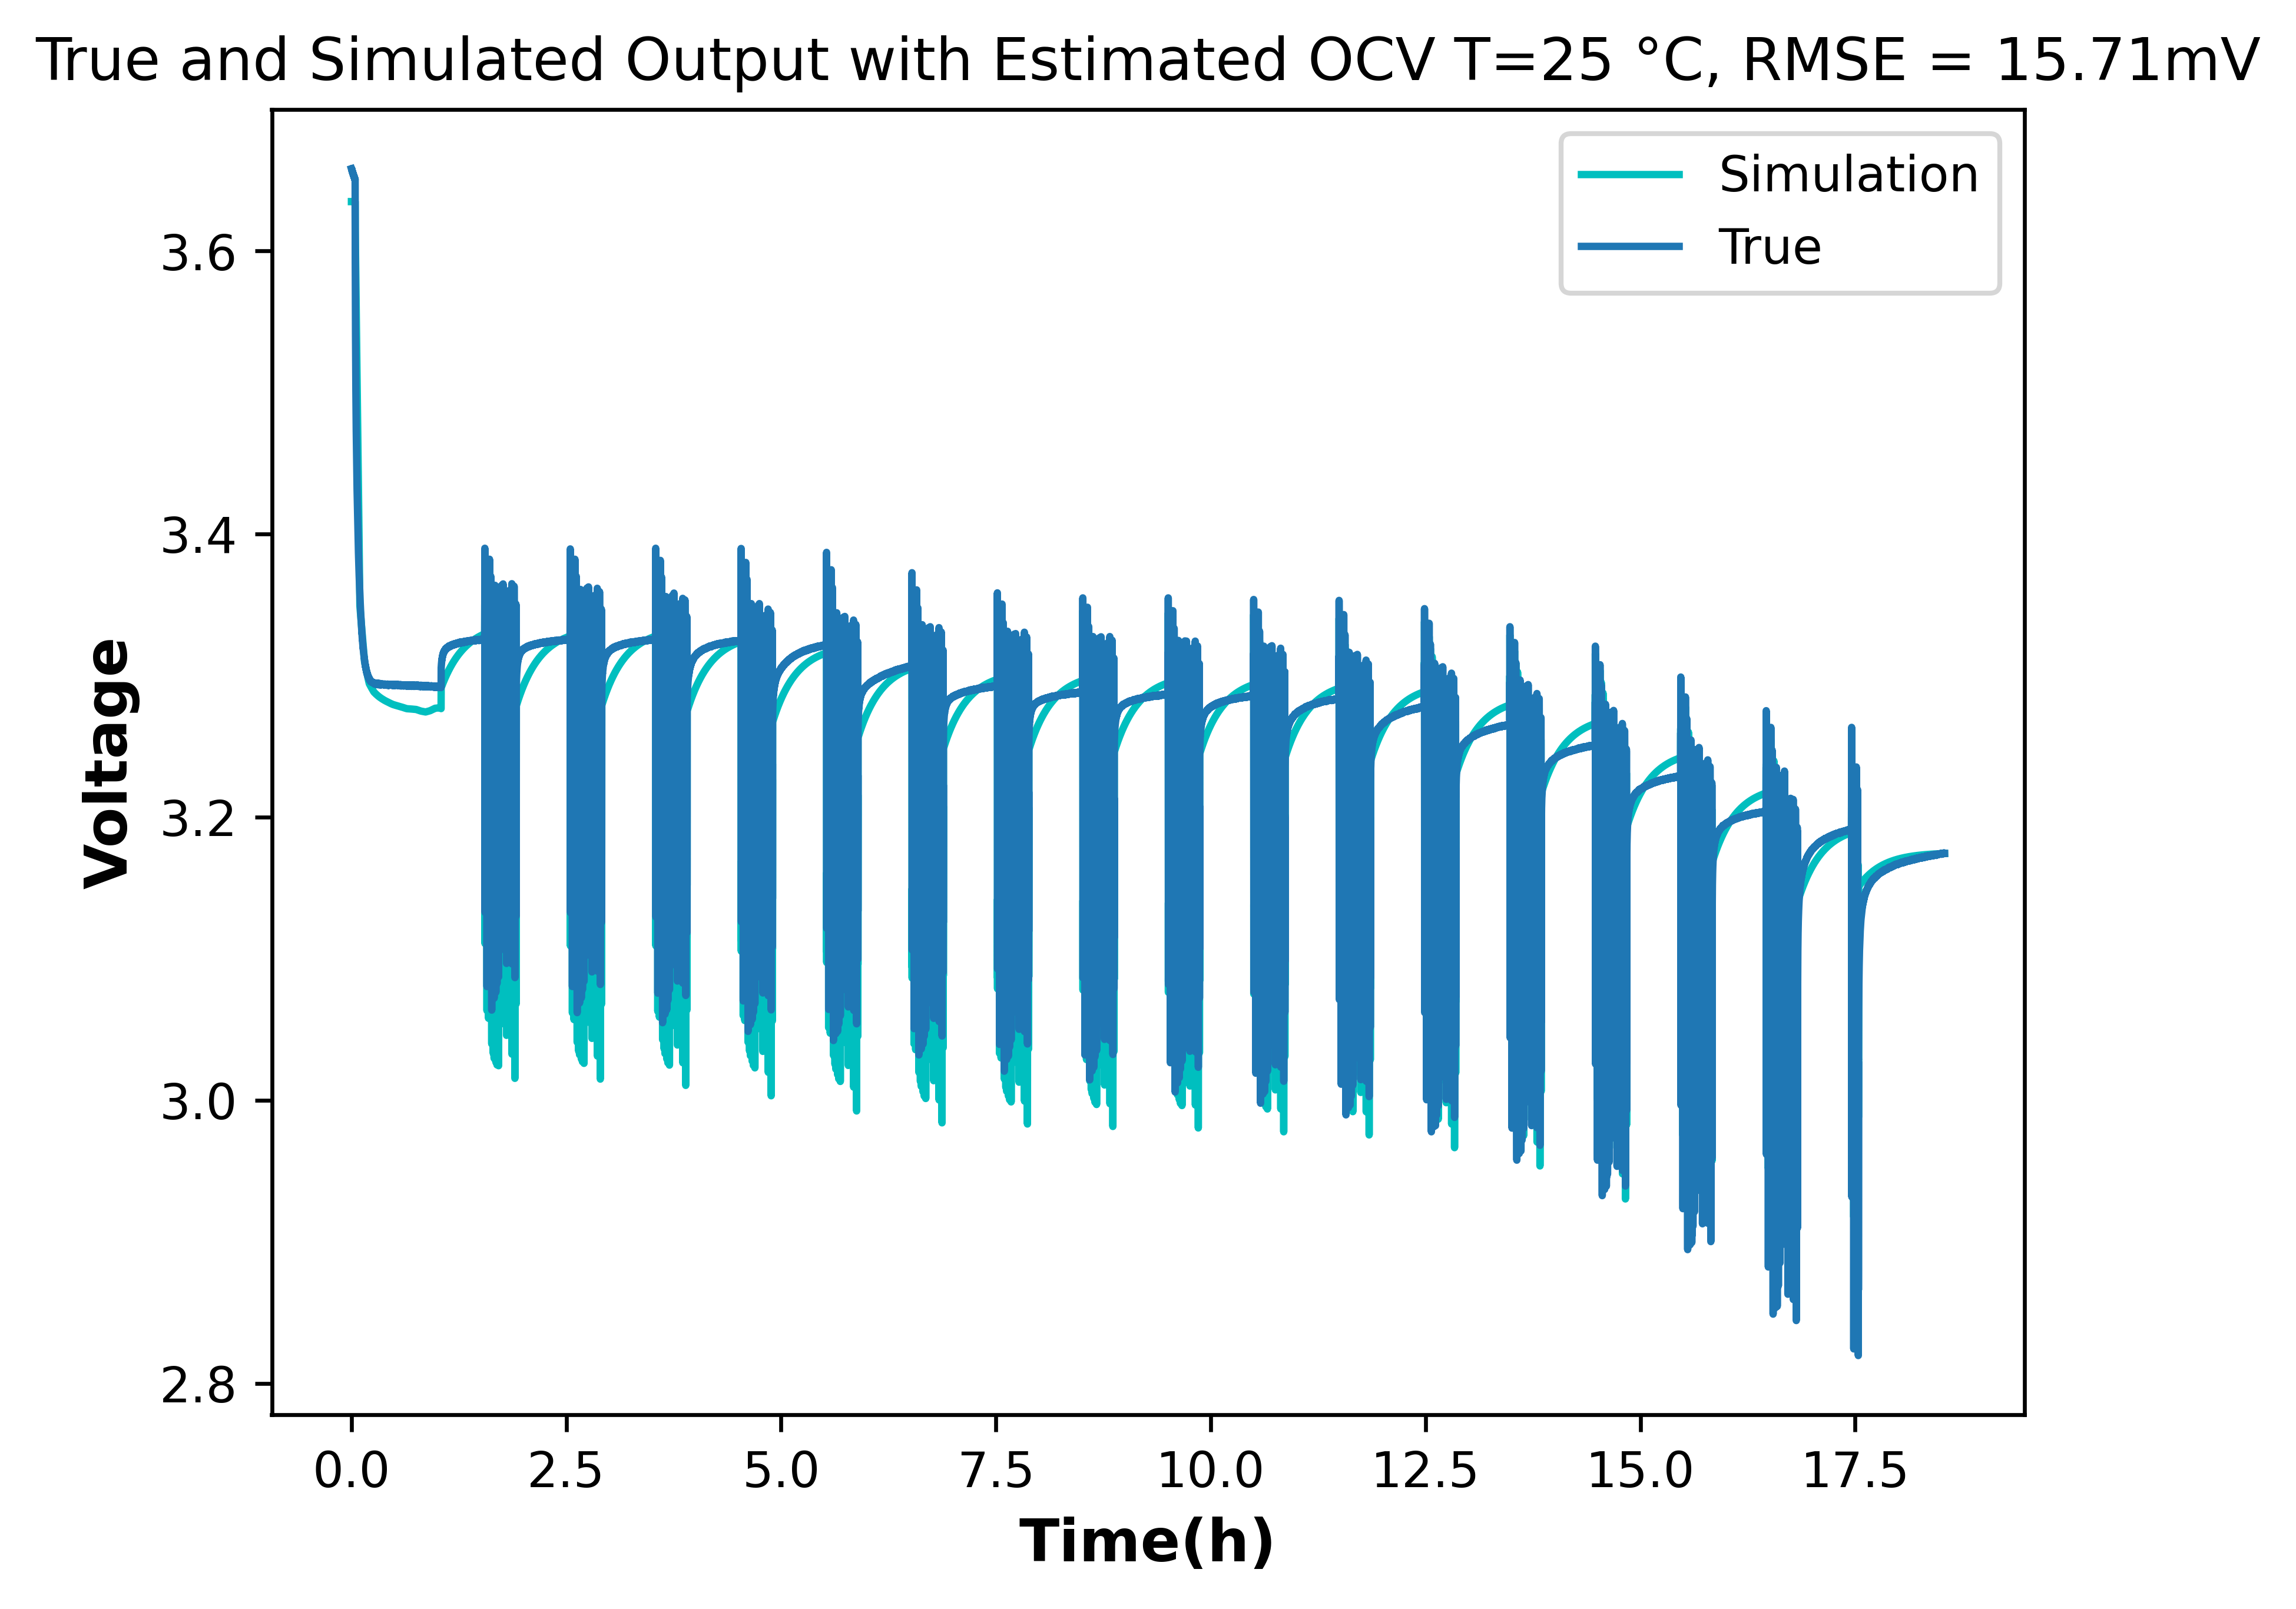 True and Simulated Output with Estimated OCV T=25 °C, RMSE = 15.71mV
Simulation
True
3.6
3.4
3.2
3.0
2.8
Voltage
0.0 2.5 5.0 7.5 10.0 12.5 15.0 17.5
Time(h)